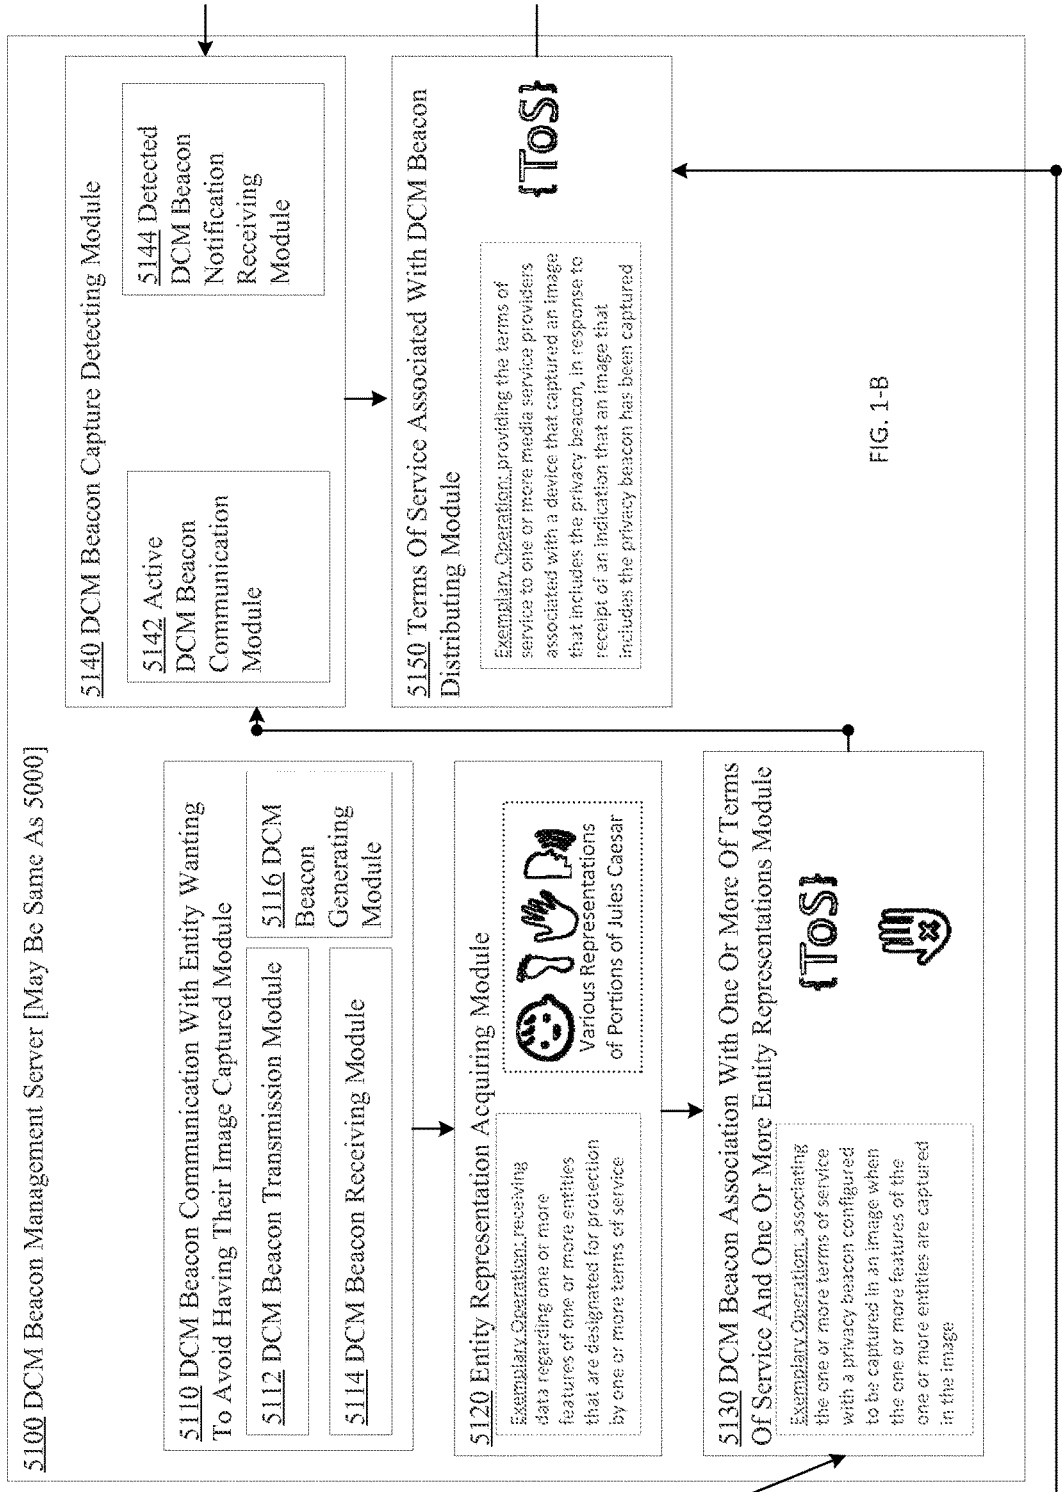 5100 DCM Beacon Management Server [May Be Same As 5000]
5110 DCM Beacon Communication With Entity Wanting
To Avoid Having Their Image Captured Module
5112 DCM Beacon Transmission Module
5114 DCM Beacon Receiving Module
5116 DCM
Beacon
Generating
Module
5120 Entity Representation Acquiring Module
Exemplary Operation: receiving
data regarding one or more
features of one or more entities
that are designated for protection
by one or more terms of service
Various Representations
of Portions of Jules Caesar
5130 DCM Beacon Association With One Or More Of Terms
Of Service And One Or More Entity Representations Module
Exemplary Operation: associating
the one or more terms of service
with a privacy beacon configured
to be captured in an image when
the one or more features of the
one or more entities are captured
in the image
{ToS}
5140 DCM Beacon Capture Detecting Module
5142 Active
DCM Beacon
Communication
Module
5144 Detected
DCM Beacon
Notification
Receiving
Module
5150 Terms Of Service Associated With DCM Beacon
Distributing Module
Exemplary Operation: providing the terms of
service to one or more media service providers
associated with a device that captured an image
that includes the privacy beacon, in response to
receipt of an indication that an image that
includes the privacy beacon has been captured
{ToS}
FIG. 1-B